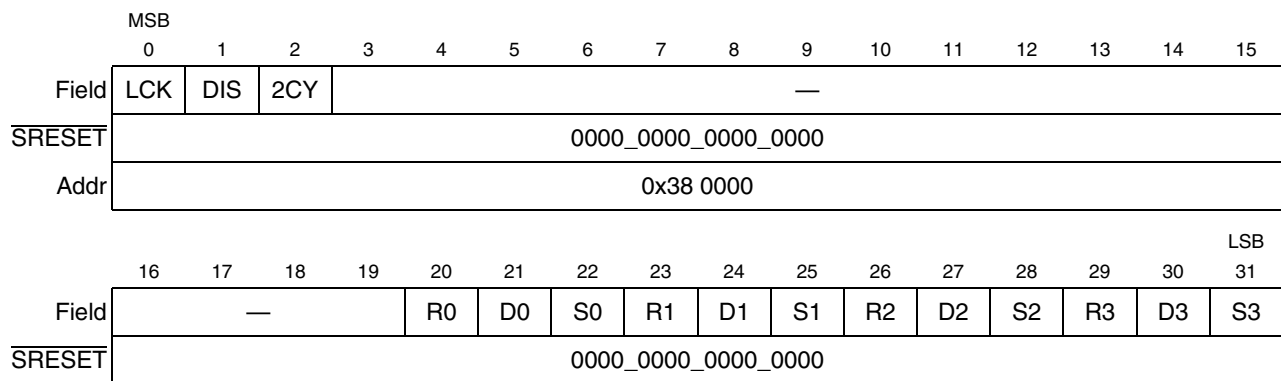 MSB
0 1 2 3 4 5 6 7 8 9 10 11 12 13 14 15
Field LCK DIS 2CY —
SRESET 0000_0000_0000_0000
Addr 0x38 0000
LSB
16 17 18 19 20 21 22 23 24 25 26 27 28 29 30 31
Field — R0 D0 S0 R1 D1 S1 R2 D2 S2 R3 D3 S3
SRESET 0000_0000_0000_0000